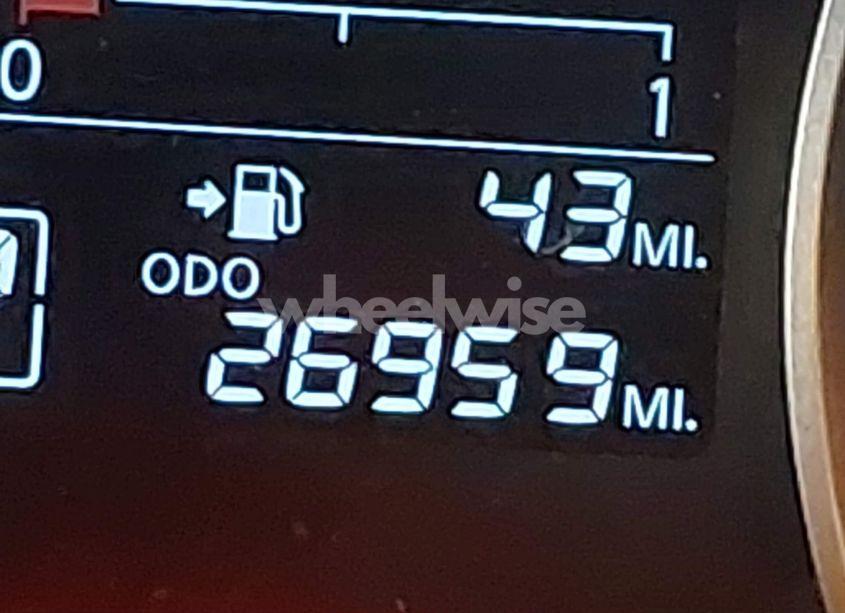 0 1
43 MI.
ODO
wheelwise
26959 MI.